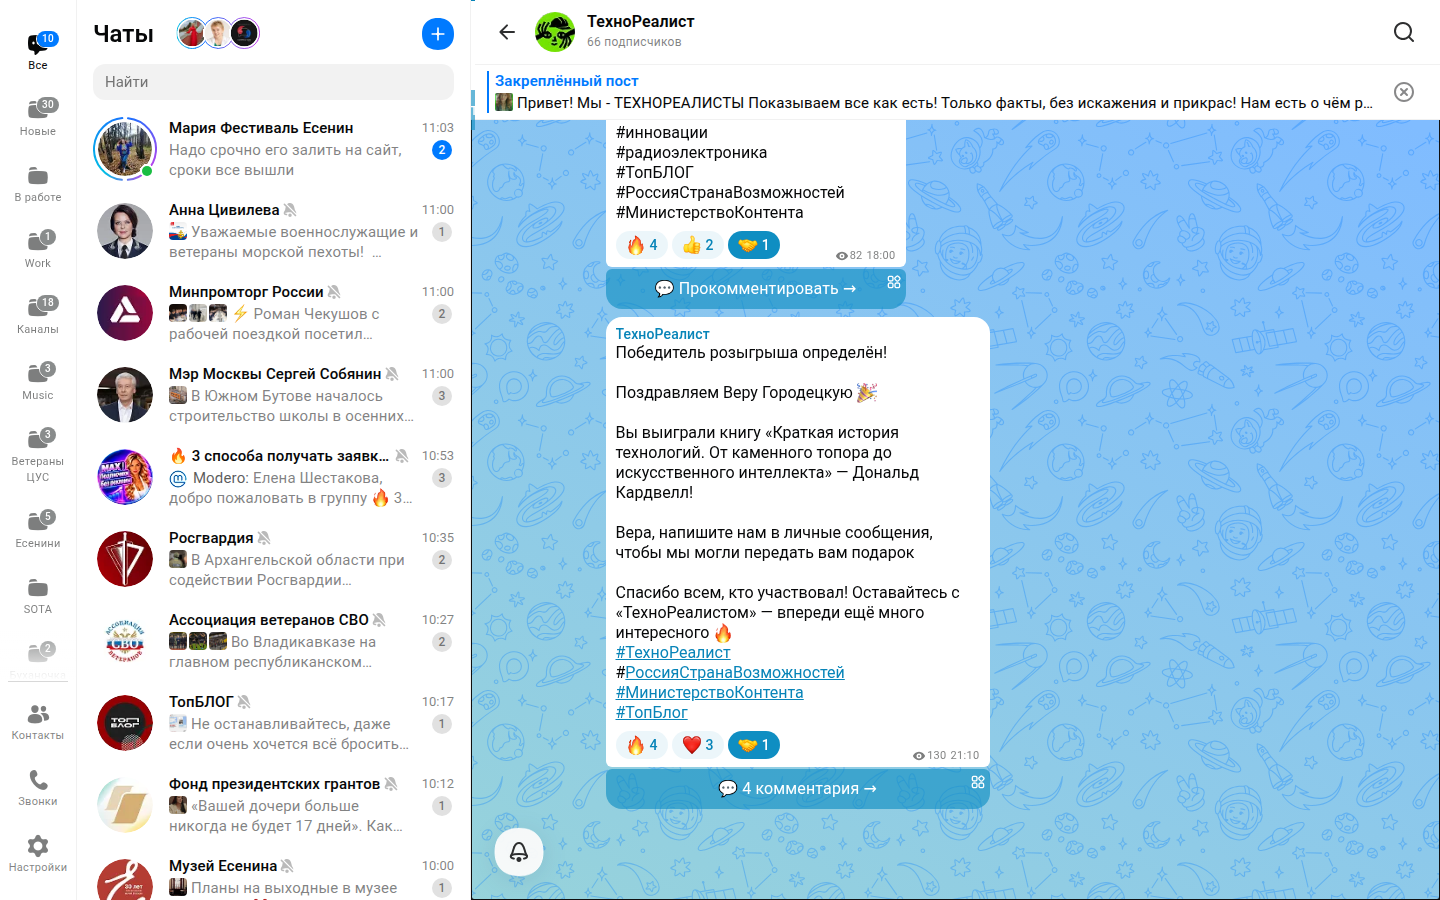 10
Все
30
Новые
В работе
1
Work
18
Каналы
3
Music
3
Ветераны
ЦУС
5
Есенини
SOTA
2
Контакты
Звонки
Настройки
Чаты
Найти
Мария Фестиваль Есенин 11:03
Надо срочно его залить на сайт, 2
сроки все вышли
Анна Цивилева 11:00
Уважаемые военнослужащие и 1
ветераны морской пехоты! ...
Минпромторг России 11:00
⚡ Роман Чекушов с 2
рабочей поездкой посетил...
Мэр Москвы Сергей Собянин 11:00
В Южном Бутове началось 3
строительство школы в осенних...
🔥 3 способа получать заявк... 10:53
Modero: Елена Шестакова, 3
добро пожаловать в группу 🔥 3...
MAX
Росгвардия 10:35
В Архангельской области при 2
содействии Росгвардии...
Ассоциация ветеранов СВО 10:27
Во Владикавказе на 2
главном республиканском...
АССОЦИАЦИЯ
СВО
ВЕТЕРАНОВ
ТопБЛОГ 10:17
Не останавливайтесь, даже 1
если очень хочется всё бросить...
ТОП
БЛОГ
Фонд президентских грантов 10:12
«Вашей дочери больше 1
никогда не будет 17 дней». Как...
Музей Есенина 10:00
Планы на выходные в музее 1
ТехноРеалист
66 подписчиков
Закреплённый пост
Привет! Мы - ТЕХНОРЕАЛИСТЫ Показываем все как есть! Только факты, без искажения и прикрас! Нам есть о чём р...
#инновации
#радиоэлектроника
#ТопБЛОГ
#РоссияСтранаВозможностей
#МинистерствоКонтента
🔥 4 👍 2 🤝 1
82 18:00
💬 Прокомментировать →
ТехноРеалист
Победитель розыгрыша определён!
Поздравляем Веру Городецкую 🎉
Вы выиграли книгу «Краткая история
технологий. От каменного топора до
искусственного интеллекта» — Дональд
Кардвелл!
Вера, напишите нам в личные сообщения,
чтобы мы могли передать вам подарок
Спасибо всем, кто участвовал! Оставайтесь с
«ТехноРеалистом» — впереди ещё много
интересного 🔥
#ТехноРеалист
#РоссияСтранаВозможностей
#МинистерствоКонтента
#ТопБлог
🔥 4 ❤️ 3 🤝 1
130 21:10
💬 4 комментария →